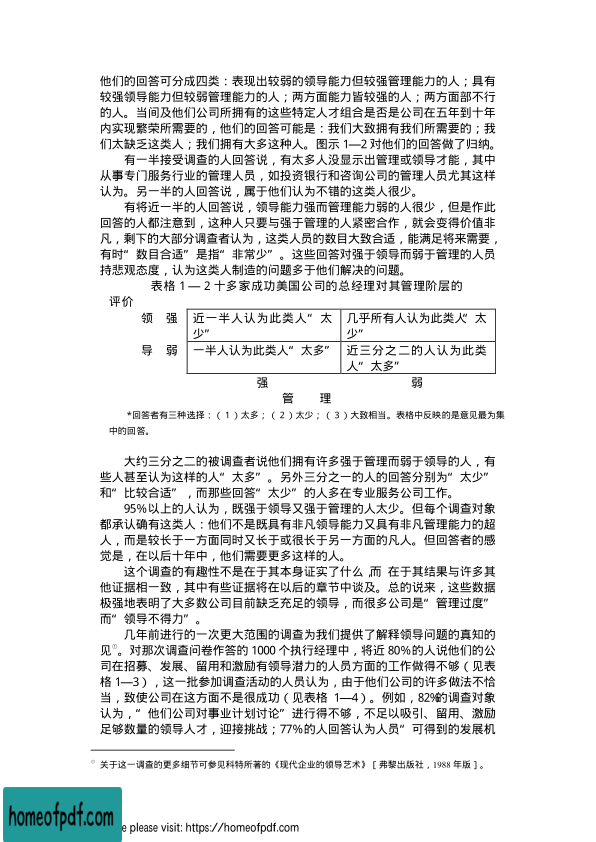 他们的回答可分成四类：表现出较弱的领导能力但较强管理能力的人；具有
较强领导能力但较弱管理能力的人；两方面能力皆较强的人；两方面部不行
的人。当间及他们公司所拥有的这些特定人才组合是否是公司在五年到十年
内实现繁荣所需要的，他们的回答可能是：我们大致拥有我们所需要的；我
们太缺乏这类人；我们拥有大多这种人。图示 1—2 对他们的回答做了归纳。
有一半接受调查的人回答说，有太多人没显示出管理或领导才能，其中
从事专门服务行业的管理人员，如投资银行和咨询公司的管理人员尤其这样
认为。另一半的人回答说，属于他们认为不错的这类人很少。
有将近一半的人回答说，领导能力强而管理能力弱的人很少，但是作此
回答的人都注意到，这种人只要与强于管理的人紧密合作，就会变得价值非
凡，剩下的大部分调查者认为，这类人员的数目大致合适，能满足将来需要，
有时”数目合适”是指”非常少”。这些回答对强于领导而弱于管理的人员
持悲观态度，认为这类人制造的问题多于他们解决的问题。
表格 1 — 2 十多家成功美国公司的总经理对其管理阶层的
评价
领 强 近一半人认为此类人”太少” 几乎所有人认为此类人”太少”
导 弱 一半人认为此类人”太多” 近三分之二的人认为此类人”太多”
强 弱
管 理
*回答者有三种选择：（1）太多；（2）太少；（3）大致相当。表格中反映的是意见最为集
中的回答。
大约三分之二的被调查者说他们拥有许多强于管理而弱于领导的人，有
些人甚至认为这样的人”太多”。另外三分之一的人的回答分别为”太少”
和”比较合适”，而那些回答”太少”的人多在专业服务公司工作。
95％以上的人认为，既强于领导又强于管理的人太少。但每个调查对象
都承认确有这类人：他们不是既具有非凡领导能力又具有非凡管理能力的超
人，而是较长于一方面同时又长于或很长于另一方面的凡人。但回答者的感
觉是，在以后十年中，他们需要更多这样的人。
这个调查的有趣性不是在于其本身证实了什么，而 在于其结果与许多其
他证据相一致，其中有些证据将在以后的章节中谈及。总的说来，这些数据
极强地表明了大多数公司目前缺乏充足的领导，而很多公司是”管理过度”
而”领导不得力”。
几年前进行的一次更大范围的调查为我们提供了解释领导问题的真知的
见①。对那次调查问卷作答的 1000 个执行经理中，将近 80％的人说他们的公
司在招募、发展、留用和激励有领导潜力的人员方面的工作做得不够（见表
格 1—3），这一批参加调查活动的人员认为，由于他们公司的许多做法不恰
当，致使公司在这方面不是很成功（见表格 1—4）。例如，82％的调查对象
认为，”他们公司对事业计划讨论”进行得不够，不足以吸引、留用、激励
足够数量的领导人才，迎接挑战；77％的人回答认为人员”可得到的发展机
① 关于这一调查的更多细节可参见科特所著的《现代企业的领导艺术》［弗黎出版社，1988 年版］。
homeofpdf.com
e please visit: https://homeofpdf.com